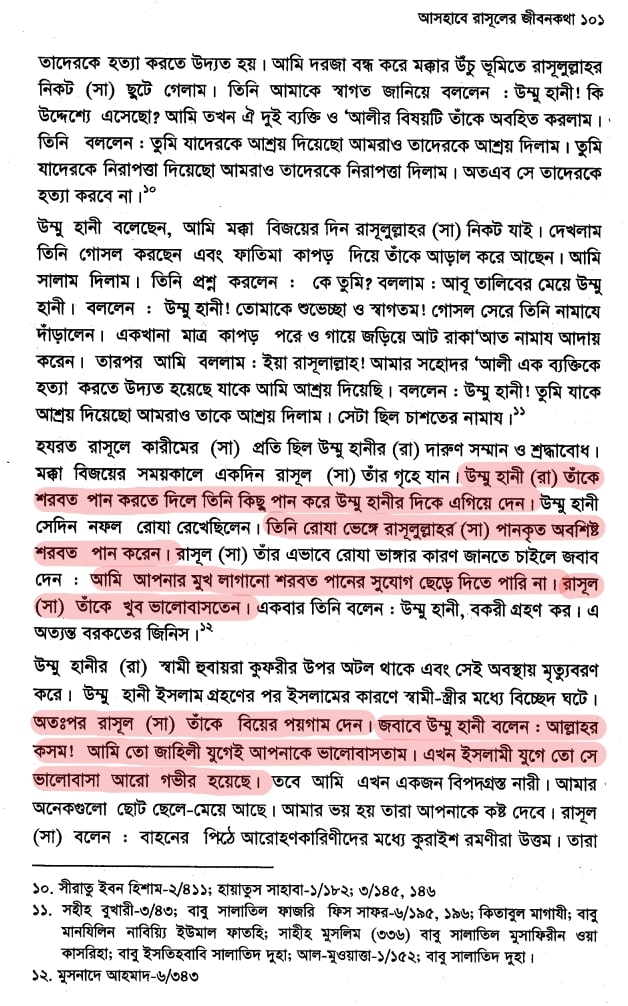 আসহাবে রাসূলের জীবনকথা ১০১
তাদেরকে হত্যা করতে উদ্যত হয়। আমি দরজা বন্ধ করে মক্কার উঁচু ভূমিতে রাসূলুল্লাহর
নিকট (সা) ছুটে গেলাম। তিনি আমাকে স্বাগত জানিয়ে বললেন : উম্মু হানী! কি
উদ্দেশ্যে এসেছো? আমি তখন ঐ দুই ব্যক্তি ও ‘আলীর বিষয়টি তাঁকে অবহিত করলাম।
তিনি বললেন : তুমি যাদেরকে আশ্রয় দিয়েছো আমরাও তাদেরকে আশ্রয় দিলাম। তুমি
যাদেরকে নিরাপত্তা দিয়েছো আমরাও তাদেরকে নিরাপত্তা দিলাম। অতএব সে তাদেরকে
হত্যা করবে না।১০
উম্মু হানী বলেছেন, আমি মক্কা বিজয়ের দিন রাসূলুল্লাহর (সা) নিকট যাই। দেখলাম
তিনি গোসল করছেন এবং ফাতিমা কাপড় দিয়ে তাঁকে আড়াল করে আছেন। আমি
সালাম দিলাম। তিনি প্রশ্ন করলেন : কে তুমি? বললাম : আবূ তালিবের মেয়ে উম্মু
হানী। বললেন : উম্মু হানী! তোমাকে শুভেচ্ছা ও স্বাগতম! গোসল সেরে তিনি নামাযে
দাঁড়ালেন। একখানা মাত্র কাপড় পরে ও গায়ে জড়িয়ে আট রাকা‘আত নামায আদায়
করেন। তারপর আমি বললাম : ইয়া রাসূলাল্লাহ! আমার সহোদর ‘আলী এক ব্যক্তিকে
হত্যা করতে উদ্যত হয়েছে যাকে আমি আশ্রয় দিয়েছি। বললেন : উম্মু হানী! তুমি যাকে
আশ্রয় দিয়েছো আমরাও তাকে আশ্রয় দিলাম। সেটা ছিল চাশতের নামায।১১
হযরত রাসূলে কারীমের (সা) প্রতি ছিল উম্মু হানীর (রা) দারুণ সম্মান ও শ্রদ্ধাবোধ।
মক্কা বিজয়ের সময়কালে একদিন রাসূল (সা) তাঁর গৃহে যান। উম্মু হানী (রা) তাঁকে
শরবত পান করতে দিলে তিনি কিছু পান করে উম্মু হানীর দিকে এগিয়ে দেন। উম্মু হানী
সেদিন নফল রোযা রেখেছিলেন। তিনি রোযা ভেঙ্গে রাসূলুল্লাহর (সা) পানকৃত অবশিষ্ট
শরবত পান করেন। রাসূল (সা) তাঁর এভাবে রোযা ভাঙ্গার কারণ জানতে চাইলে জবাব
দেন : আমি আপনার মুখ লাগানো শরবত পানের সুযোগ ছেড়ে দিতে পারি না। রাসূল
(সা) তাঁকে খুব ভালোবাসতেন। একবার তিনি বলেন : উম্মু হানী, বকরী গ্রহণ কর। এ
অত্যন্ত বরকতের জিনিস।১২
উম্মু হানীর (রা) স্বামী হুবায়রা কুফরীর উপর অটল থাকে এবং সেই অবস্থায় মৃত্যুবরণ
করে। উম্মু হানী ইসলাম গ্রহণের পর ইসলামের কারণে স্বামী-স্ত্রীর মধ্যে বিচ্ছেদ ঘটে।
অতঃপর রাসূল (সা) তাঁকে বিয়ের পয়গাম দেন। জবাবে উম্মু হানী বলেন : আল্লাহর
কসম! আমি তো জাহিলী যুগেই আপনাকে ভালোবাসতাম। এখন ইসলামী যুগে তো সে
ভালোবাসা আরো গভীর হয়েছে। তবে আমি এখন একজন বিপদগ্রস্ত নারী। আমার
অনেকগুলো ছোট ছেলে-মেয়ে আছে। আমার ভয় হয় তারা আপনাকে কষ্ট দেবে। রাসূল
(সা) বলেন : বাহনের পিঠে আরোহণকারিণীদের মধ্যে কুরাইশ রমণীরা উত্তম। তারা
১০. সীরাতু ইবন হিশাম-২/৪১১; হায়াতুস সাহাবা-১/১৮২; ৩/১৪৫, ১৪৬
১১. সহীহ বুখারী-৩/৪৩; বাবু সালাতিল ফাজরি ফিস সাফর-৬/১৯৫, ১৯৬; কিতাবুল মাগাযী; বাবু
মানযিলিন নাবিয়্যি ইউমাল ফাতহি; সাহীহ মুসলিম (৩৩৬) বাবু সালাতিল মুসাফিরীন ওয়া
কাসরিহা; বাবু ইসতিহবাবি সালাতিদ দুহা; আল-মুওয়াত্তা-১/১৫২; বাবু সালাতিদ দুহা।
১২. মুসনাদে আহমাদ-৬/৩৪৩